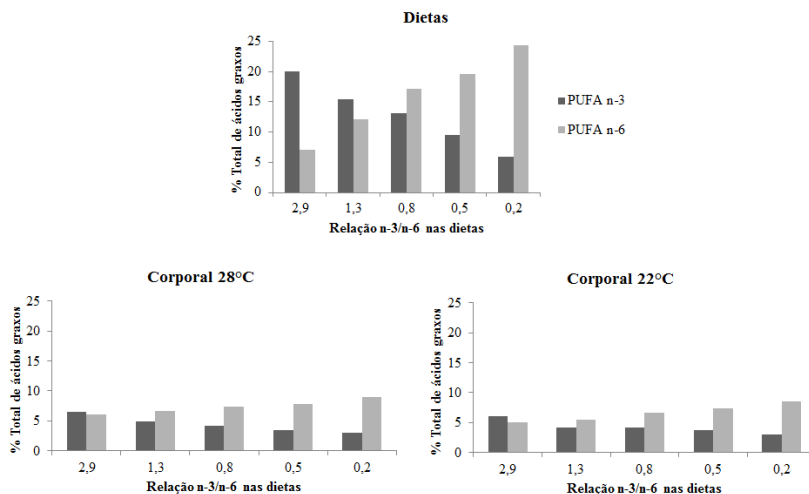 Dietas
% Total de ácidos graxos
25
20
15
10
5
0
2,9 1,3 0,8 0,5 0,2
Relação n-3/n-6 nas dietas
PUFA n-3
PUFA n-6
Corporal 28°C
% Total de ácidos graxos
25
20
15
10
5
0
2,9 1,3 0,8 0,5 0,2
Relação n-3/n-6 nas dietas
Corporal 22°C
% Total de ácidos graxos
25
20
15
10
5
0
2,9 1,3 0,8 0,5 0,2
Relação n-3/n-6 nas dietas